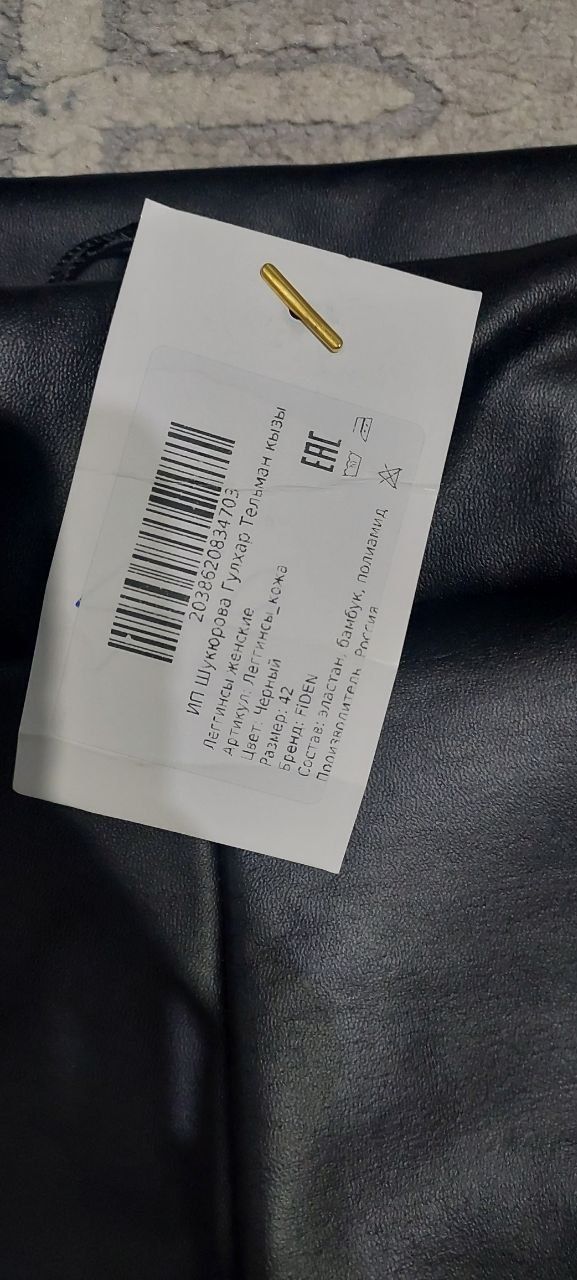 2038620834703
ИП Шукюрова Гулхар Тельман кызы
Леггинсы женские
Артикул: Леггинсы_кожа
Цвет: Черный
Размер: 42
Бренд: FiDEN
Состав: эластан, бамбук, полиамид
Производитель Россия
EAC